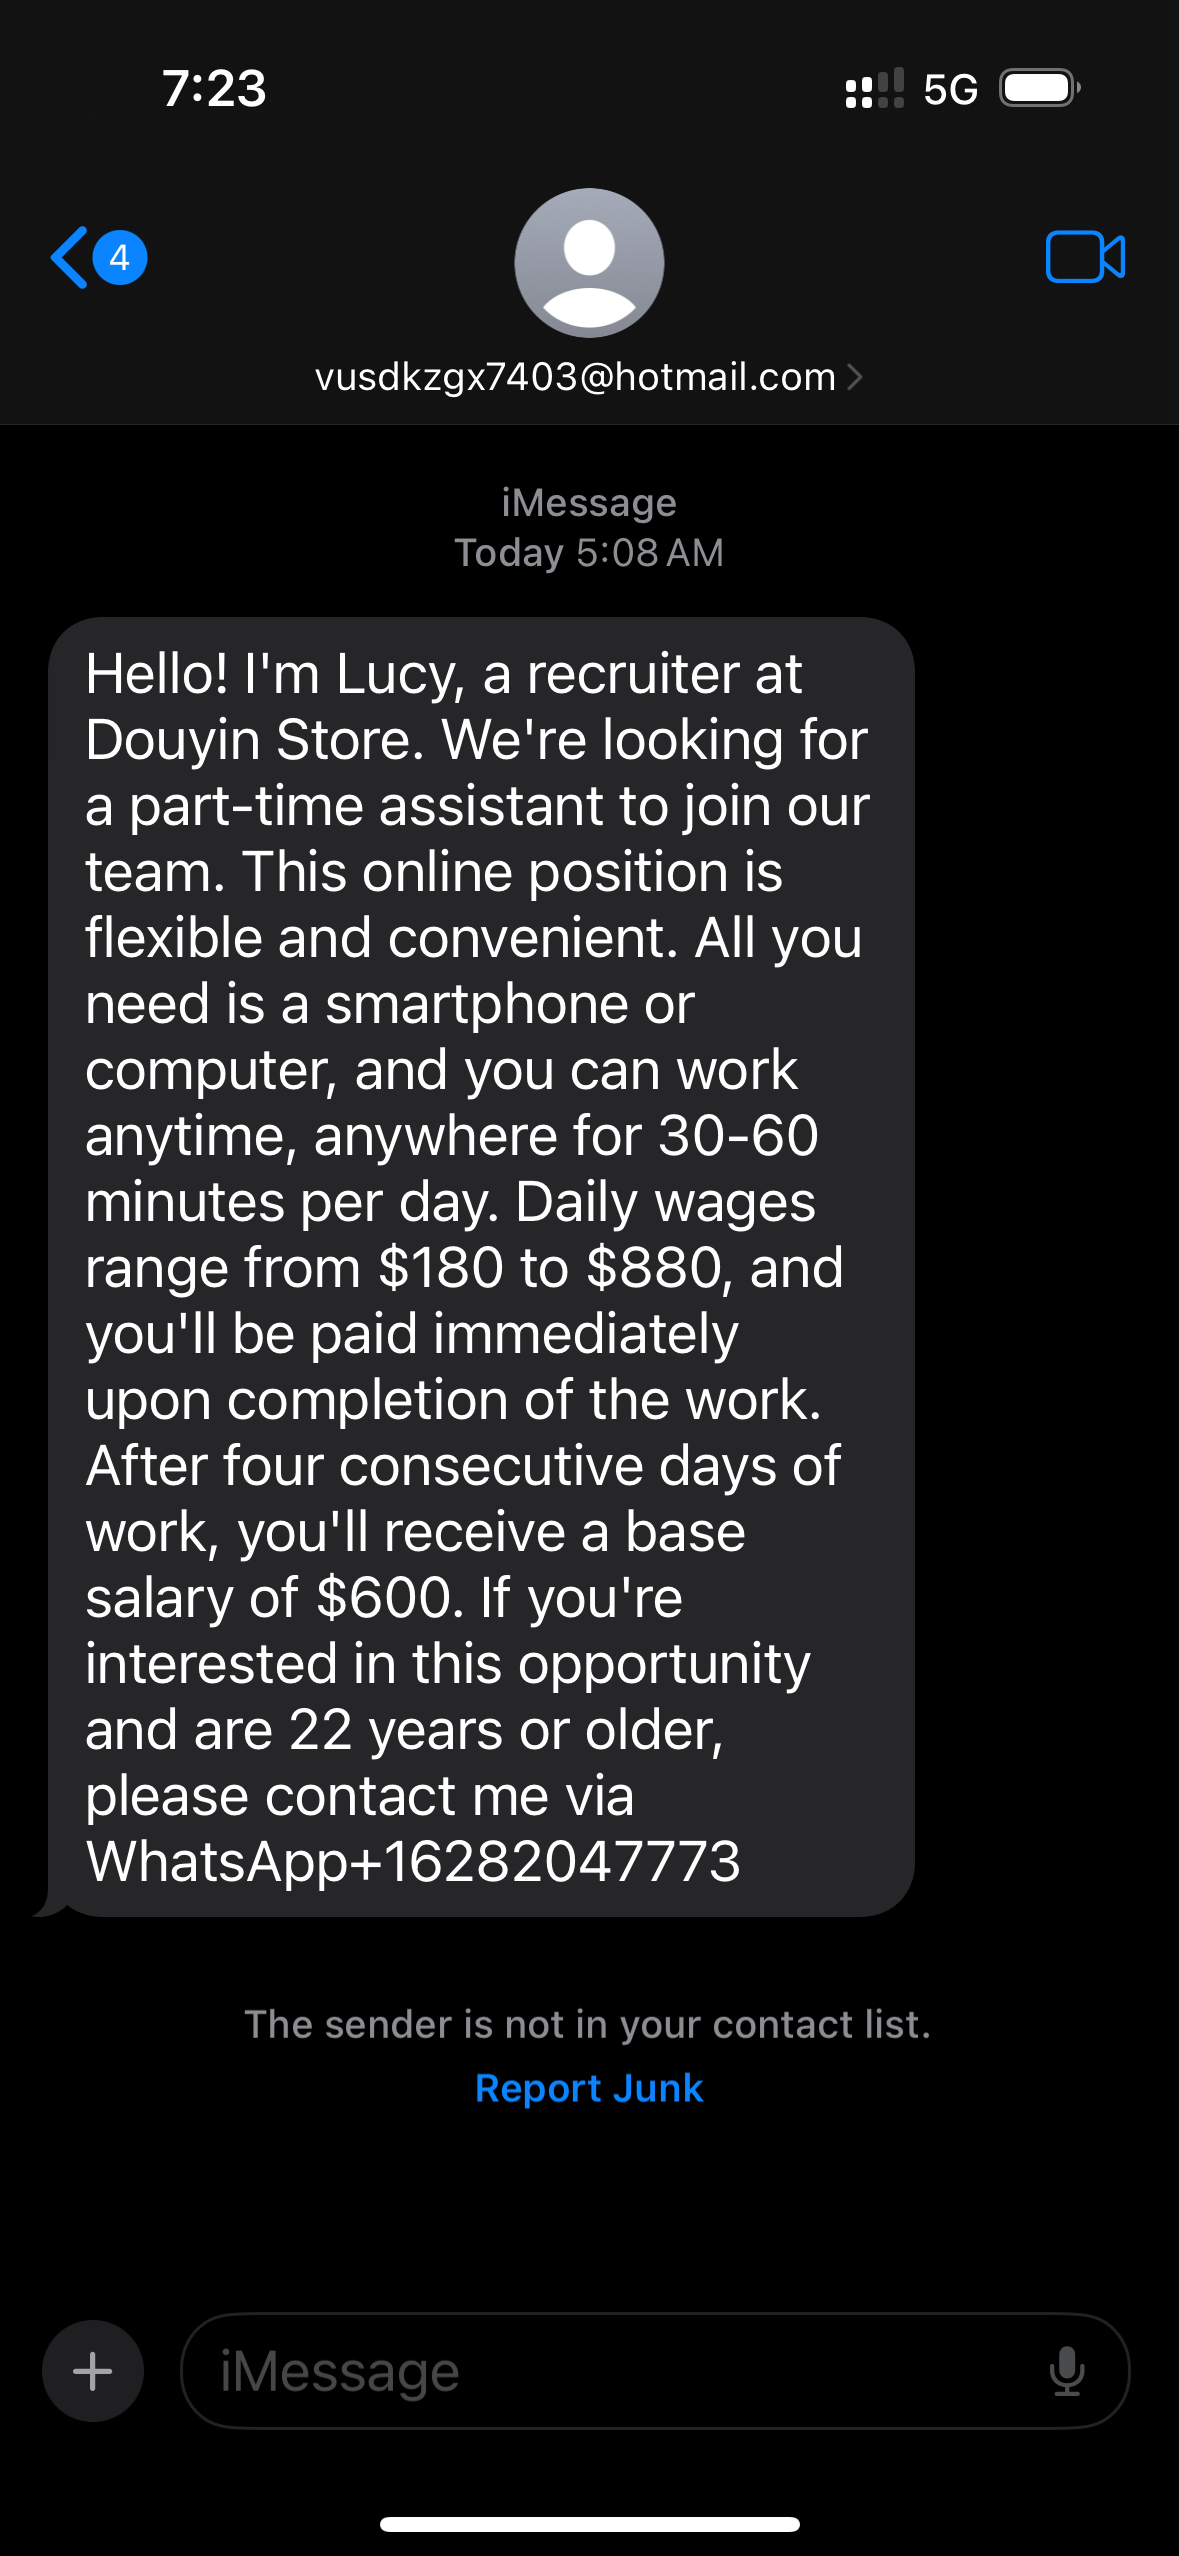 7:23
5G
4
vusdkzgx7403@hotmail.com
iMessage
Today 5:08 AM
Hello! I'm Lucy, a recruiter at
Douyin Store. We're looking for
a part-time assistant to join our
team. This online position is
flexible and convenient. All you
need is a smartphone or
computer, and you can work
anytime, anywhere for 30-60
minutes per day. Daily wages
range from $180 to $880, and
you'll be paid immediately
upon completion of the work.
After four consecutive days of
work, you'll receive a base
salary of $600. If you're
interested in this opportunity
and are 22 years or older,
please contact me via
WhatsApp+16282047773
The sender is not in your contact list.
Report Junk
iMessage